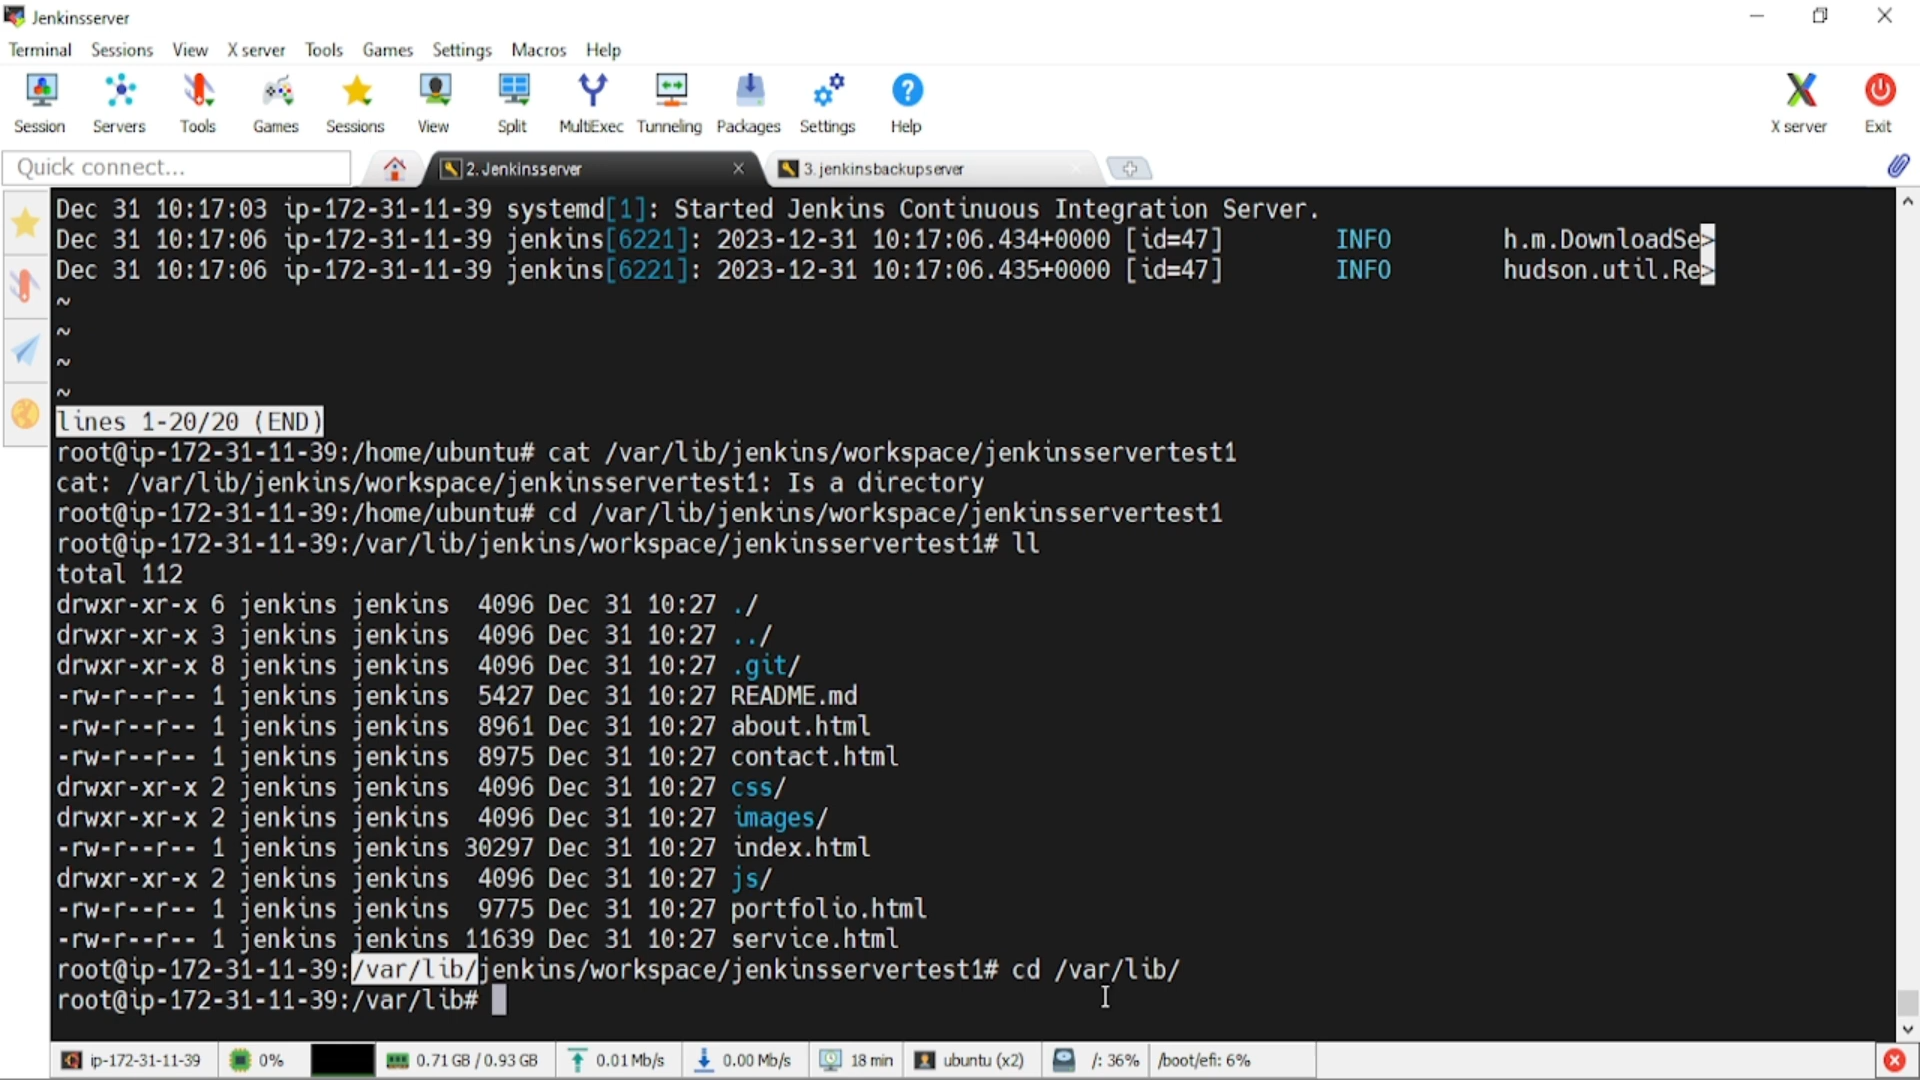 Jenkinsserver
Terminal Sessions View X server Tools Games Settings Macros Help
Session Servers Tools Games Sessions View Split MultiExec Tunneling Packages Settings Help X server Exit
Quick connect... 2. Jenkinsserver 3. jenkinsbackupserver
Dec 31 10:17:03 ip-172-31-11-39 systemd[1]: Started Jenkins Continuous Integration Server.
Dec 31 10:17:06 ip-172-31-11-39 jenkins[6221]: 2023-12-31 10:17:06.434+0000 [id=47] INFO h.m.DownloadSe>
Dec 31 10:17:06 ip-172-31-11-39 jenkins[6221]: 2023-12-31 10:17:06.435+0000 [id=47] INFO hudson.util.Re>
~
~
~
~
lines 1-20/20 (END)
root@ip-172-31-11-39:/home/ubuntu# cat /var/lib/jenkins/workspace/jenkinsservertest1
cat: /var/lib/jenkins/workspace/jenkinsservertest1: Is a directory
root@ip-172-31-11-39:/home/ubuntu# cd /var/lib/jenkins/workspace/jenkinsservertest1
root@ip-172-31-11-39:/var/lib/jenkins/workspace/jenkinsservertest1# ll
total 112
drwxr-xr-x 6 jenkins jenkins 4096 Dec 31 10:27 ./
drwxr-xr-x 3 jenkins jenkins 4096 Dec 31 10:27 ../
drwxr-xr-x 8 jenkins jenkins 4096 Dec 31 10:27 .git/
-rw-r--r-- 1 jenkins jenkins 5427 Dec 31 10:27 README.md
-rw-r--r-- 1 jenkins jenkins 8961 Dec 31 10:27 about.html
-rw-r--r-- 1 jenkins jenkins 8975 Dec 31 10:27 contact.html
drwxr-xr-x 2 jenkins jenkins 4096 Dec 31 10:27 css/
drwxr-xr-x 2 jenkins jenkins 4096 Dec 31 10:27 images/
-rw-r--r-- 1 jenkins jenkins 30297 Dec 31 10:27 index.html
drwxr-xr-x 2 jenkins jenkins 4096 Dec 31 10:27 js/
-rw-r--r-- 1 jenkins jenkins 9775 Dec 31 10:27 portfolio.html
-rw-r--r-- 1 jenkins jenkins 11639 Dec 31 10:27 service.html
root@ip-172-31-11-39:/var/lib/jenkins/workspace/jenkinsservertest1# cd /var/lib/
root@ip-172-31-11-39:/var/lib#
ip-172-31-11-39 0% 0.71 GB / 0.93 GB 0.01 Mb/s 0.00 Mb/s 18 min ubuntu (x2) /: 36% /boot/efi: 6%